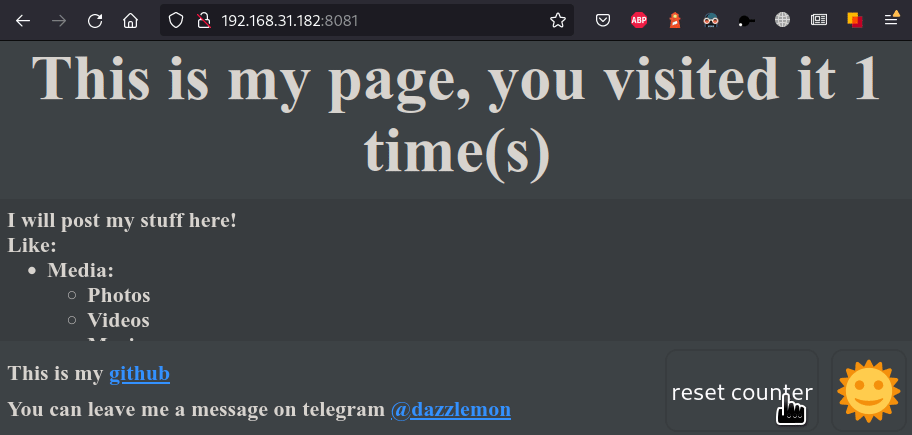 192.168.31.182:8081
ABP
This is my page, you visited it 1
time(s)
I will post my stuff here!
Like:
Media:
Photos
Videos
This is my github
You can leave me a message on telegram @dazzlemon
reset counter